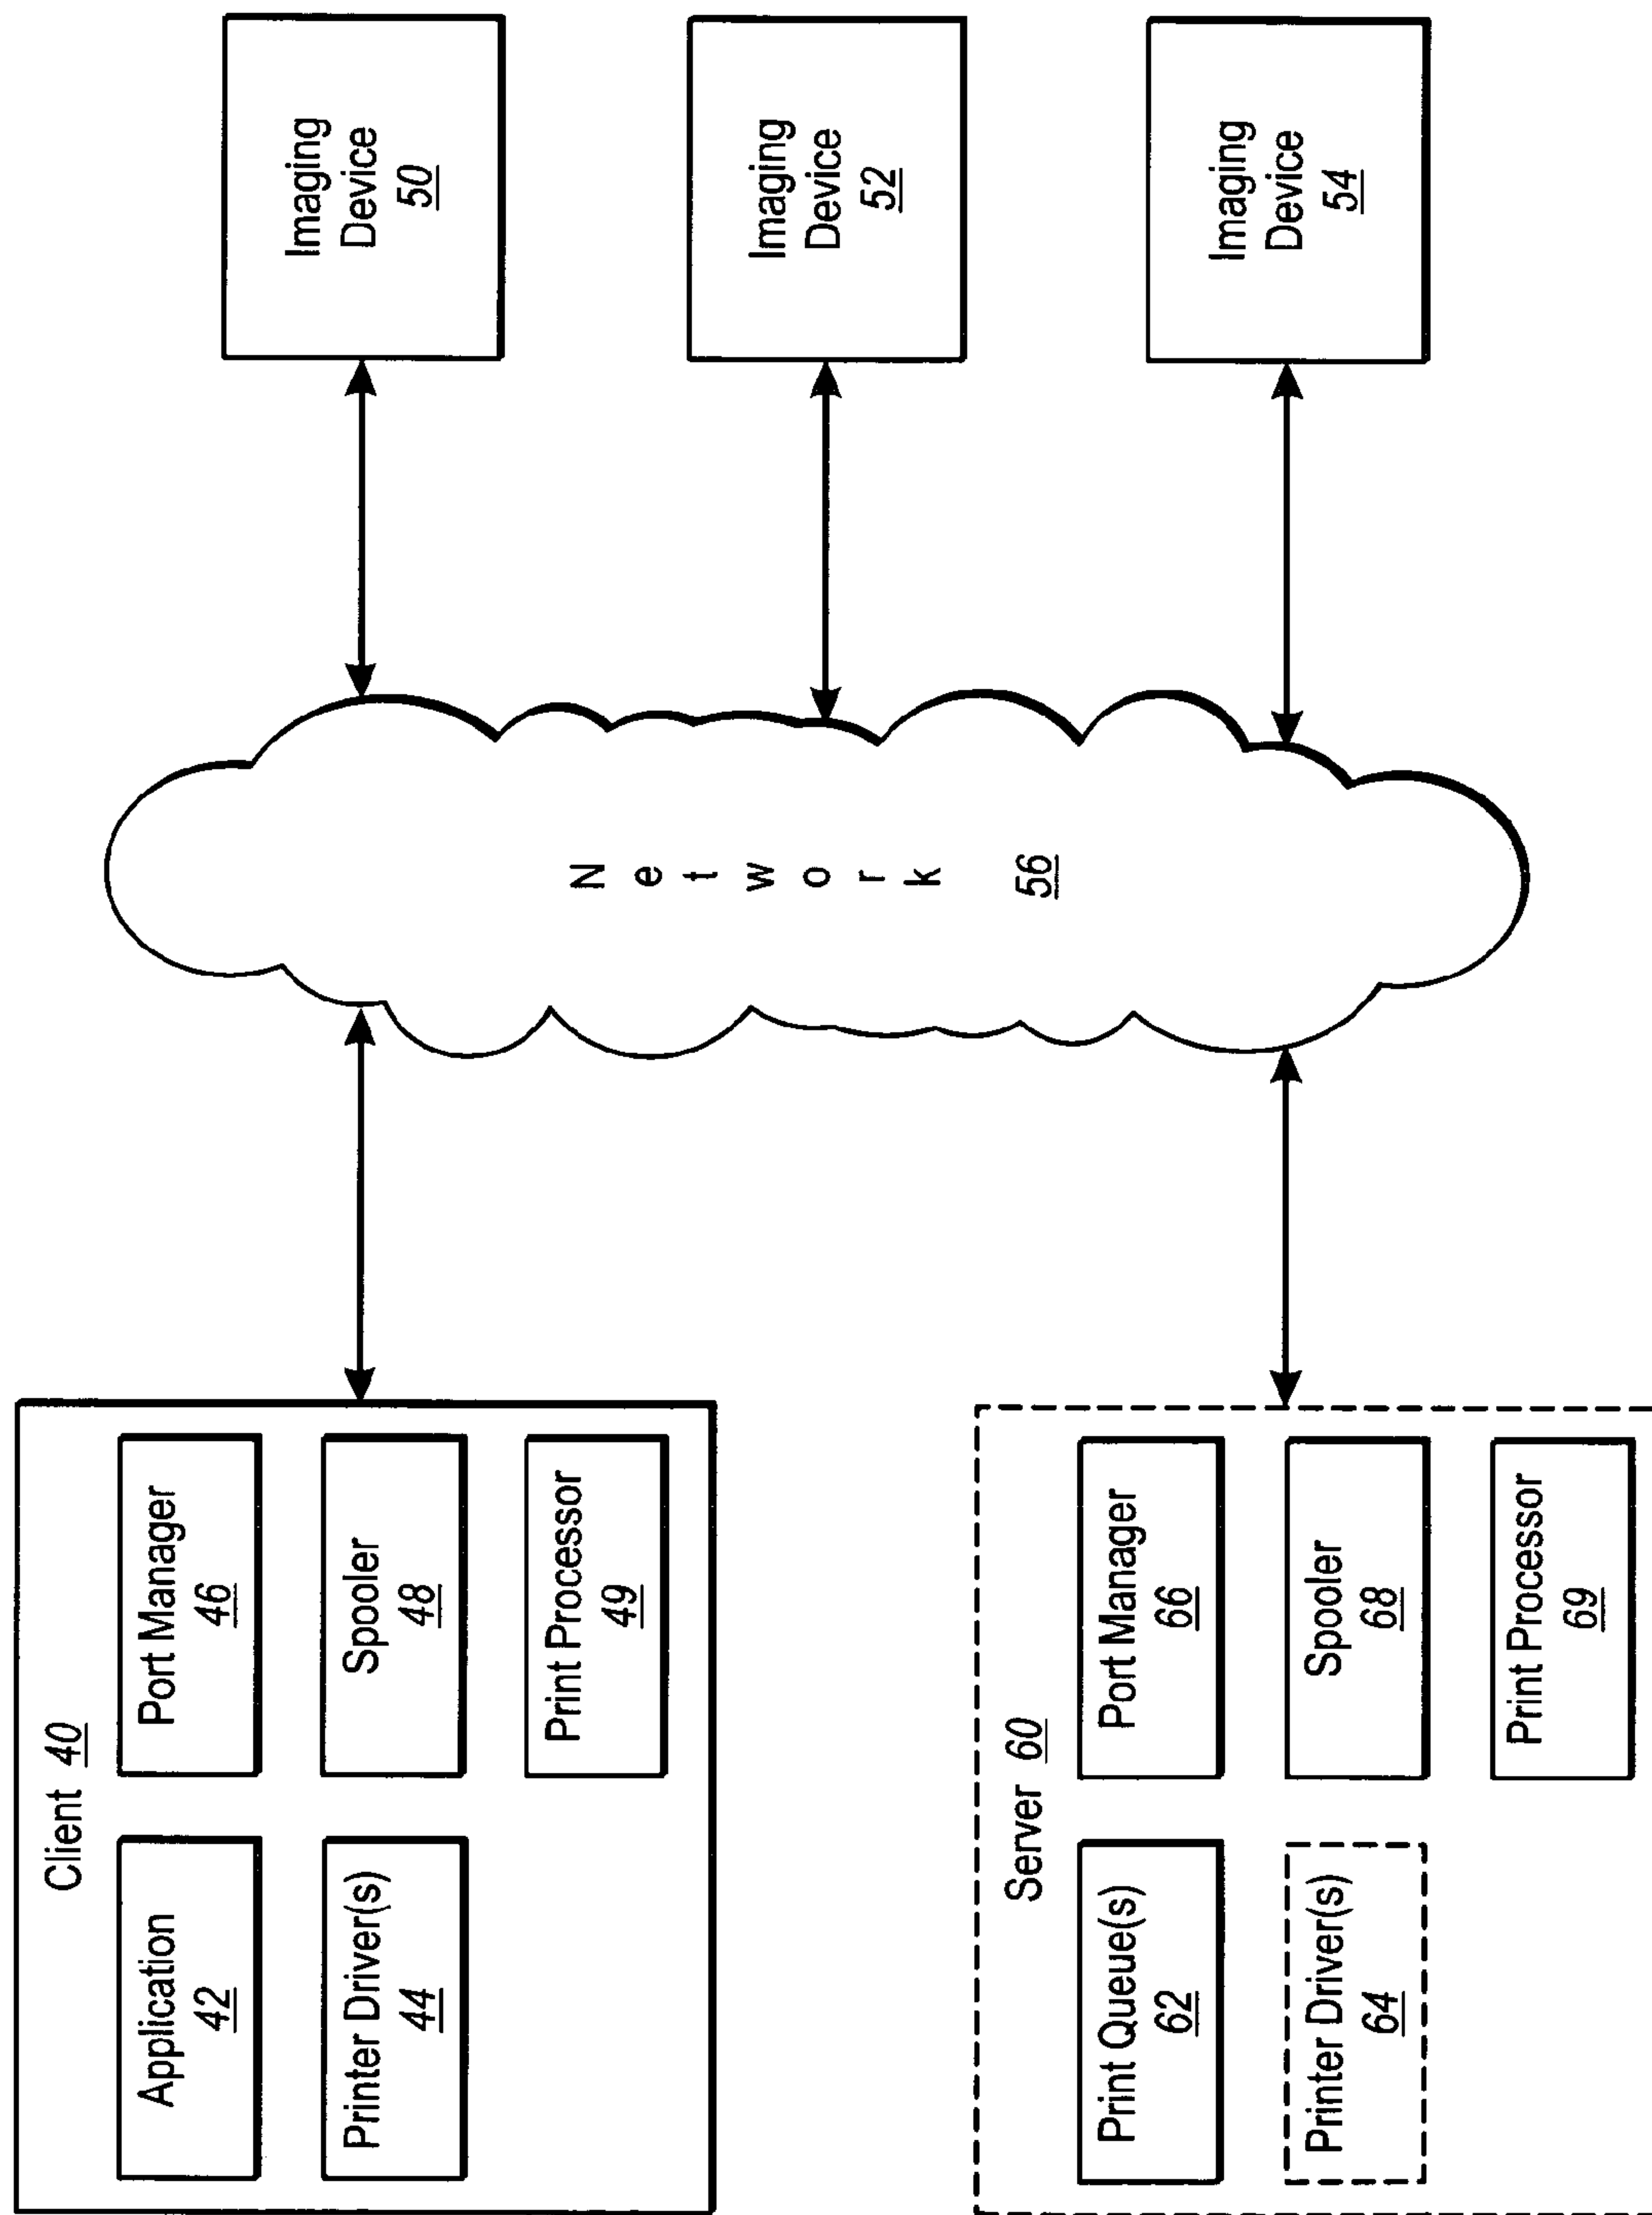 Client 40
Application
42
Port Manager
46
Printer Driver(s)
44
Spooler
48
Print Processor
49
Server 60
Print Queue(s)
62
Port Manager
66
Printer Driver(s)
64
Spooler
68
Print Processor
69
Network
56
Imaging
Device
50
Imaging
Device
52
Imaging
Device
54